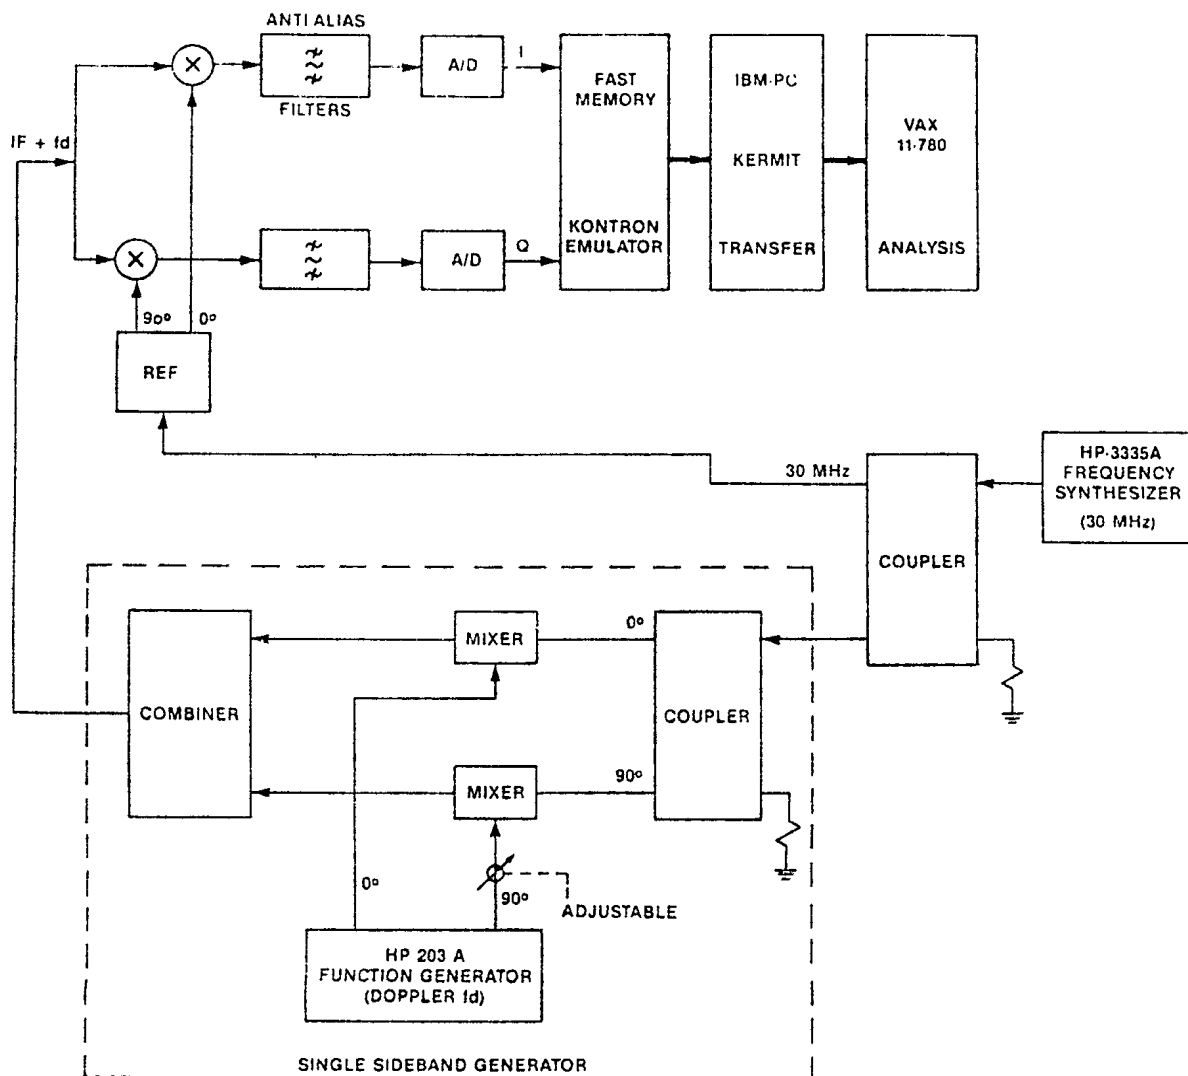 ANTI ALIAS
FILTERS
A/D
I
FAST
MEMORY
KONTRON
EMULATOR
IBM-PC
KERMIT
TRANSFER
VAX
11-780
ANALYSIS
IF + fd
A/D
Q
90°
0°
REF
30 MHz
HP-3335A
FREQUENCY
SYNTHESIZER
(30 MHz)
COUPLER
COMBINER
MIXER
0°
COUPLER
MIXER
90°
0°
90°
ADJUSTABLE
HP 203 A
FUNCTION GENERATOR
(DOPPLER fd)
SINGLE SIDEBAND GENERATOR